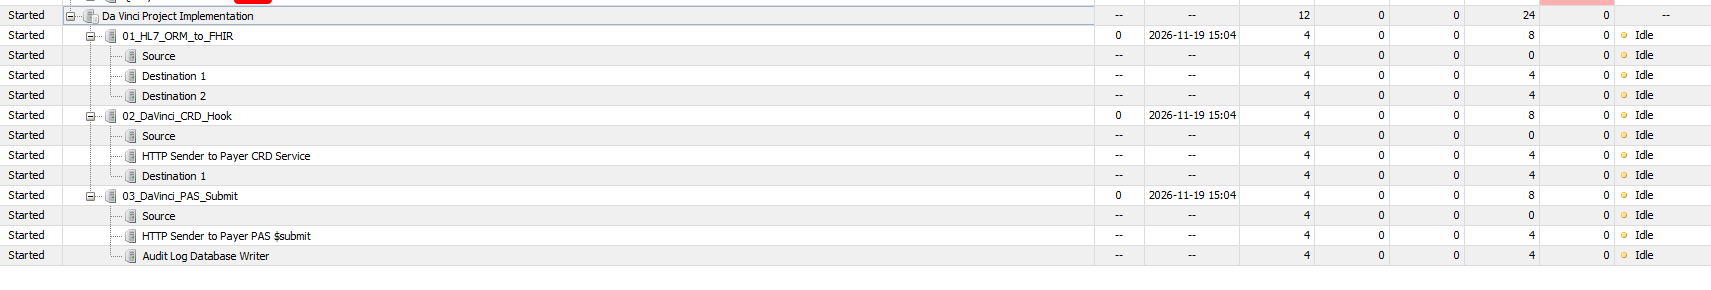 Started Da Vinci Project Implementation -- -- 12 0 0 24 0 --
Started 01_HL7_ORM_to_FHIR 0 2026-11-19 15:04 4 0 0 8 0 Idle
Started Source -- -- 4 0 0 0 0 Idle
Started Destination 1 -- -- 4 0 0 4 0 Idle
Started Destination 2 -- -- 4 0 0 4 0 Idle
Started 02_DaVinci_CRD_Hook 0 2026-11-19 15:04 4 0 0 8 0 Idle
Started Source -- -- 4 0 0 0 0 Idle
Started HTTP Sender to Payer CRD Service -- -- 4 0 0 4 0 Idle
Started Destination 1 -- -- 4 0 0 4 0 Idle
Started 03_DaVinci_PAS_Submit 0 2026-11-19 15:04 4 0 0 8 0 Idle
Started Source -- -- 4 0 0 0 0 Idle
Started HTTP Sender to Payer PAS $submit -- -- 4 0 0 4 0 Idle
Started Audit Log Database Writer -- -- 4 0 0 4 0 Idle